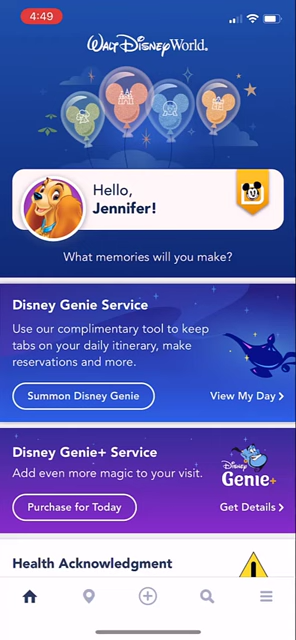 4:49
Walt Disney World.
Hello,
Jennifer!
What memories will you make?
Disney Genie Service
Use our complimentary tool to keep
tabs on your daily itinerary, make
reservations and more.
Summon Disney Genie
View My Day
Disney Genie+ Service
Add even more magic to your visit.
Disney
Genie+
Purchase for Today
Get Details
Health Acknowledgment